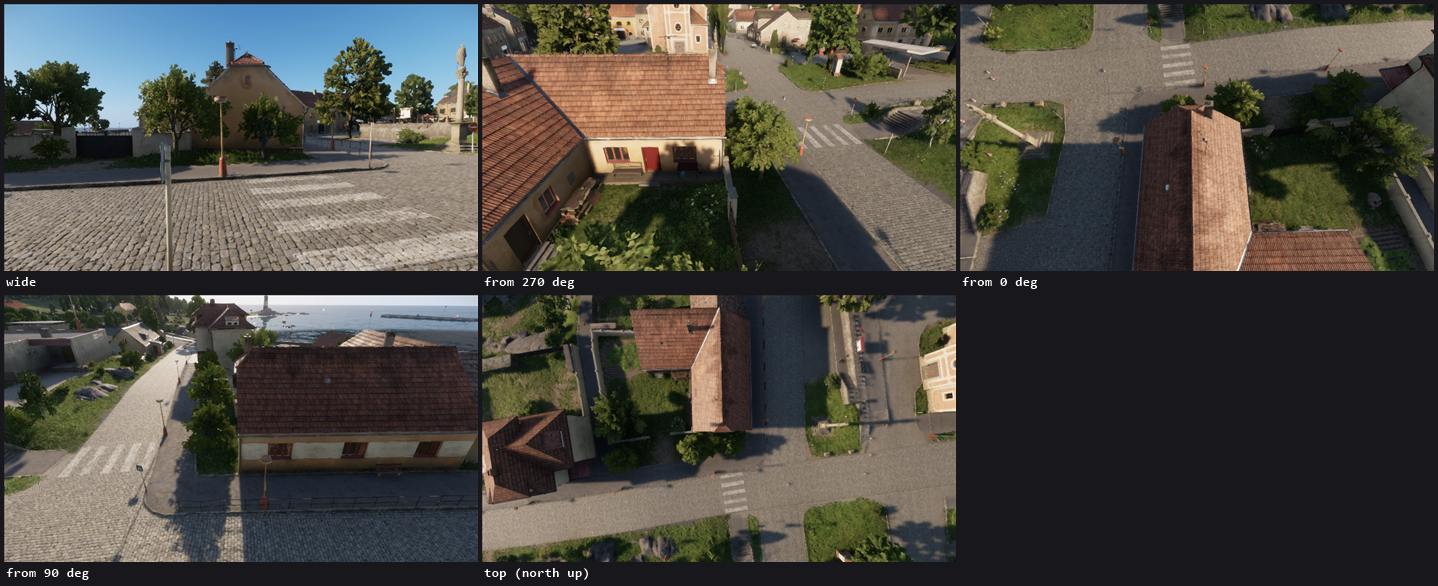 wide
from 270 deg
from 0 deg
from 90 deg
top (north up)